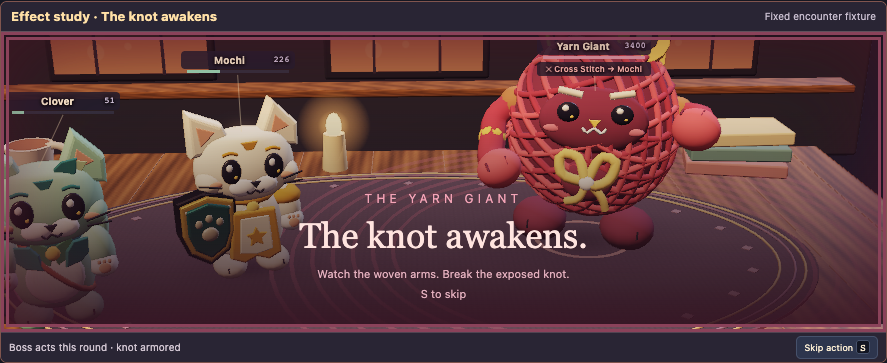 Effect study · The knot awakens
Fixed encounter fixture
Yarn Giant 3400
× Cross Stitch → Mochi
Mochi 226
Clover 51
THE YARN GIANT
The knot awakens.
Watch the woven arms. Break the exposed knot.
S to skip
Boss acts this round · knot armored
Skip action S